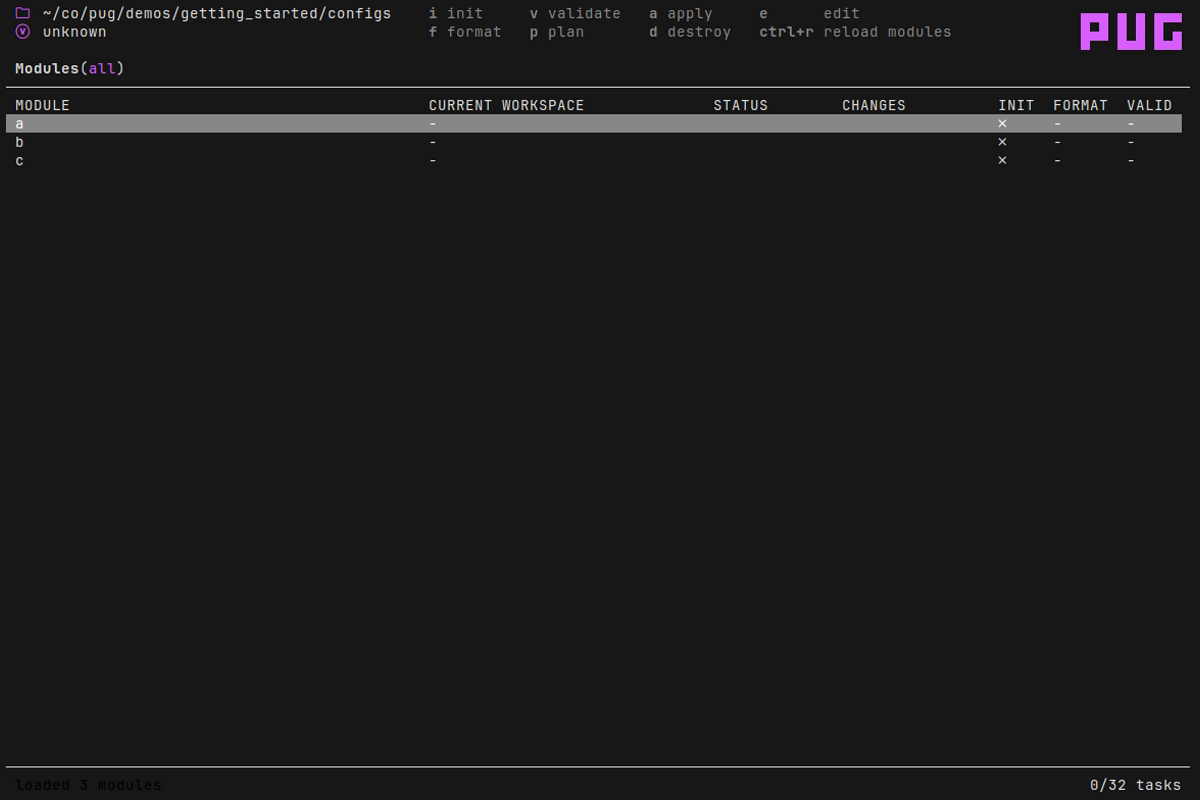 ~/co/pug/demos/getting_started/configs i init v validate a apply e edit PUG
v unknown f format p plan d destroy ctrl+r reload modules
Modules(all)
MODULE CURRENT WORKSPACE STATUS CHANGES INIT FORMAT VALID
a - × - -
b - × - -
c - × - -
loaded 3 modules 0/32 tasks